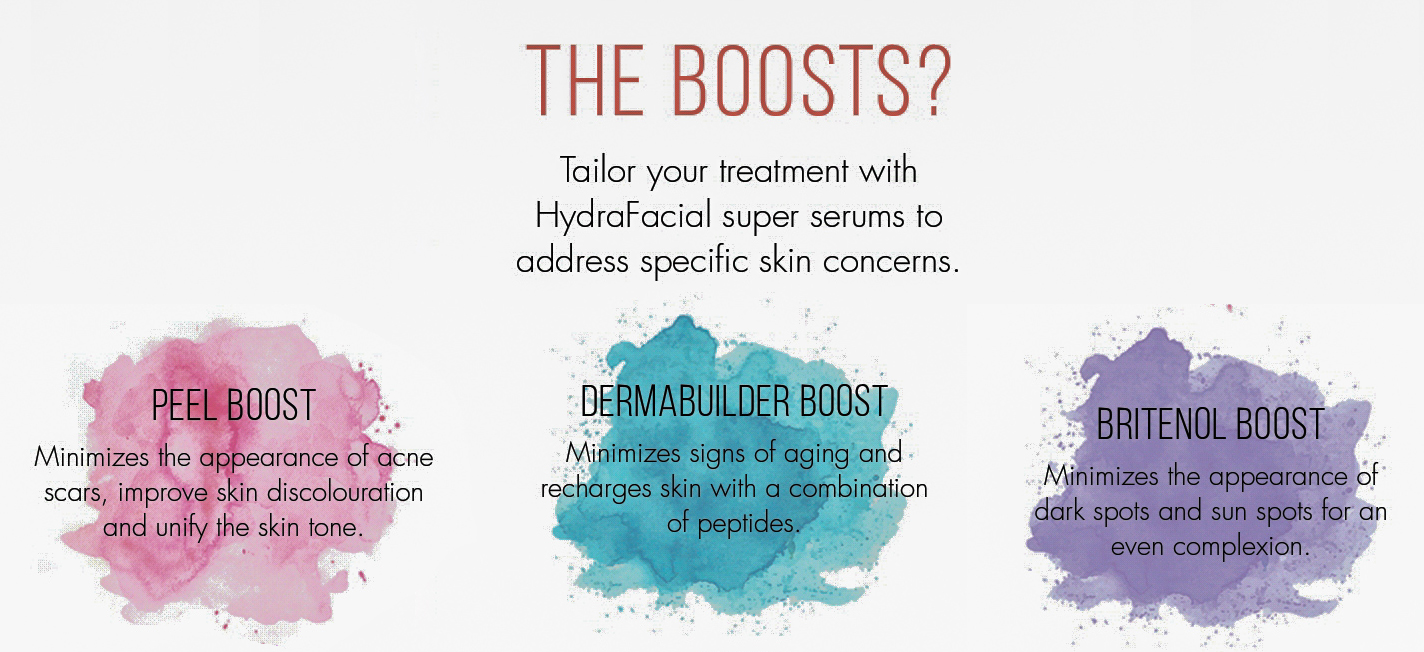 THE BOOSTS?
Tailor your treatment with
HydraFacial super serums to
address specific skin concerns.
PEEL BOOST
Minimizes the appearance of acne
scars, improve skin discolouration
and unify the skin tone.
DERMABUILDER BOOST
Minimizes signs of aging and
recharges skin with a combination
of peptides.
BRITENOL BOOST
Minimizes the appearance of
dark spots and sun spots for an
even complexion.